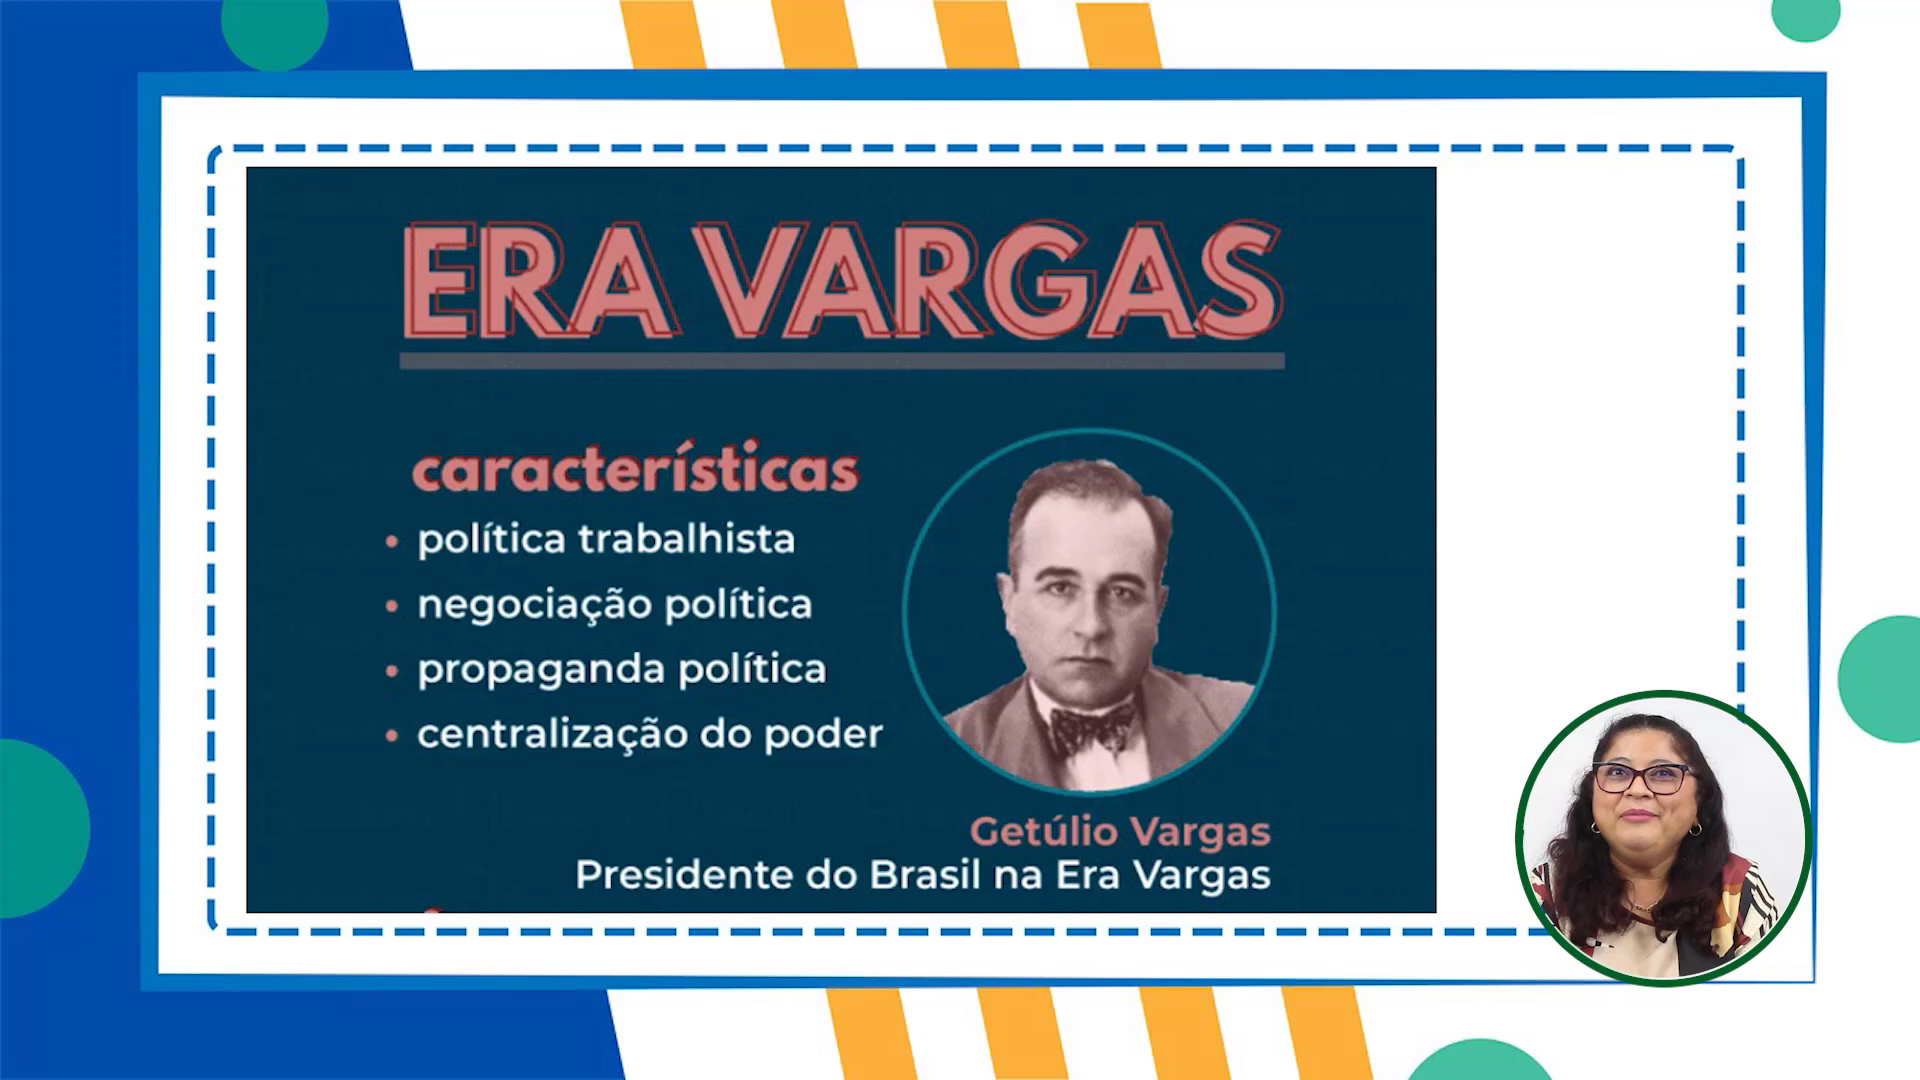 ERA VARGAS
características
• política trabalhista
• negociação política
• propaganda política
• centralização do poder
Getúlio Vargas
Presidente do Brasil na Era Vargas